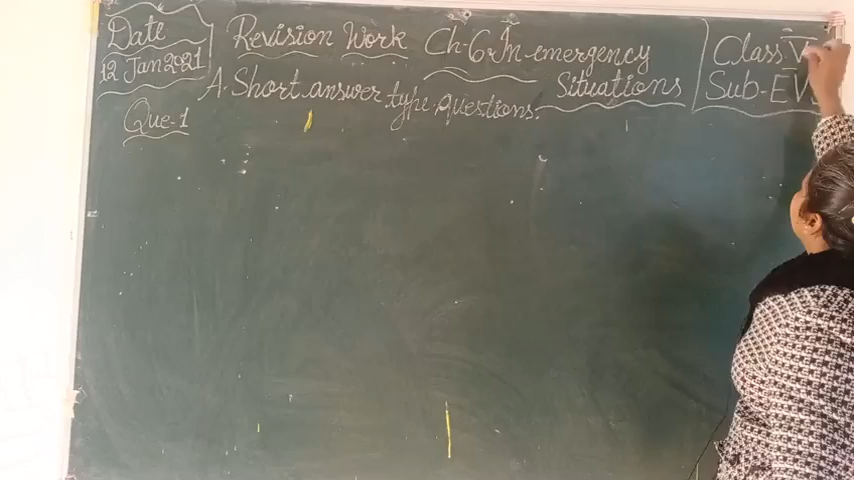 Date
12 Jan 2021
Revision Work Ch-6 In emergency
Situations
A. Short answer type questions.
Class-V
Sub-EV
Que-1